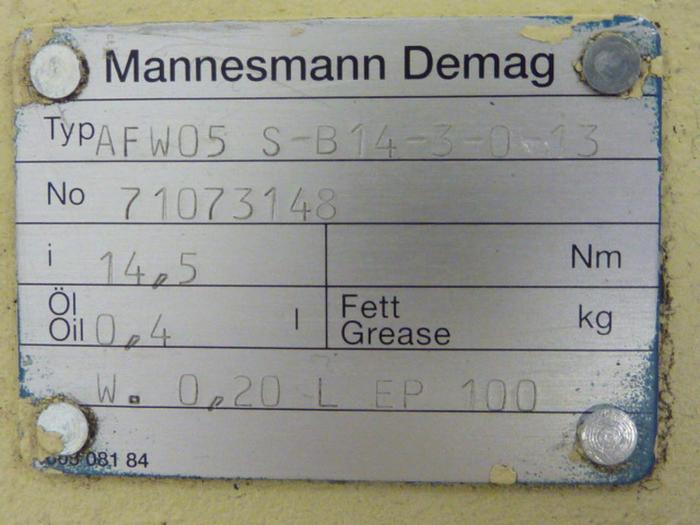 Mannesmann Demag
Typ AFW05 S-B14-3-0-13
No 71073148
i 14,5 Nm
Öl
Oil 0,4 l Fett
Grease kg
W. 0,20 L EP 100
081 84